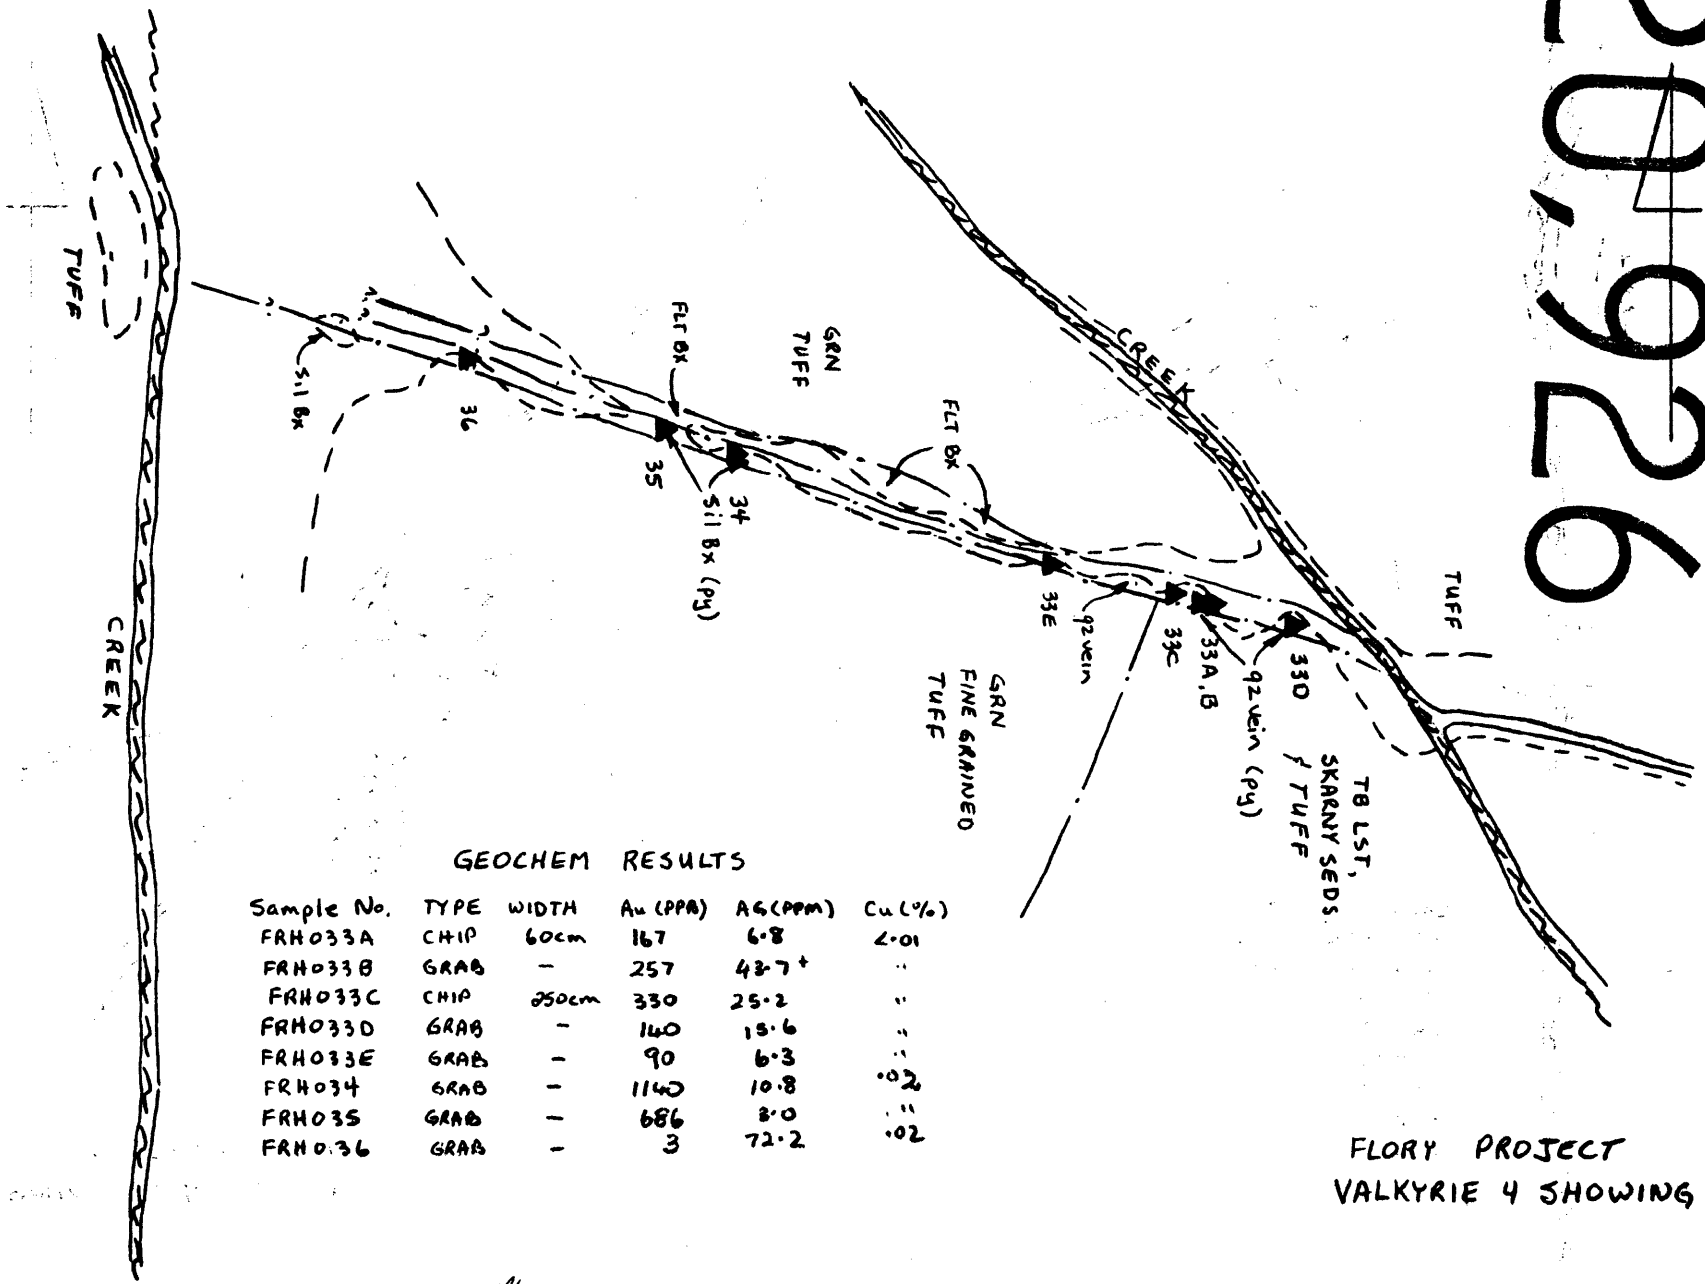 20,926
CREEK
TUFF
TUFF
Sil Bx
36
FLT BX
GRN
TUFF
35
34
Sil Bx (py)
FLT BX
33E
qz vein
33C
33A,B
33D
qz vein (py)
GRN
FINE GRAINED
TUFF
TB LST,
SKARNY SEDS
& TUFF
CREEK
GEOCHEM RESULTS
Sample No. TYPE WIDTH Au (PPB) AG (PPM) Cu (%)
FRH033A CHIP 60cm 167 6.8 <.01
FRH033B GRAB - 257 43.7+ "
FRH033C CHIP 250cm 330 25.2 "
FRH033D GRAB - 140 15.6 "
FRH033E GRAB - 90 6.3 "
FRH034 GRAB - 1140 10.8 .02
FRH035 GRAB - 686 3.0 "
FRH036 GRAB - 3 72.2 .02
FLORY PROJECT
VALKYRIE 4 SHOWING